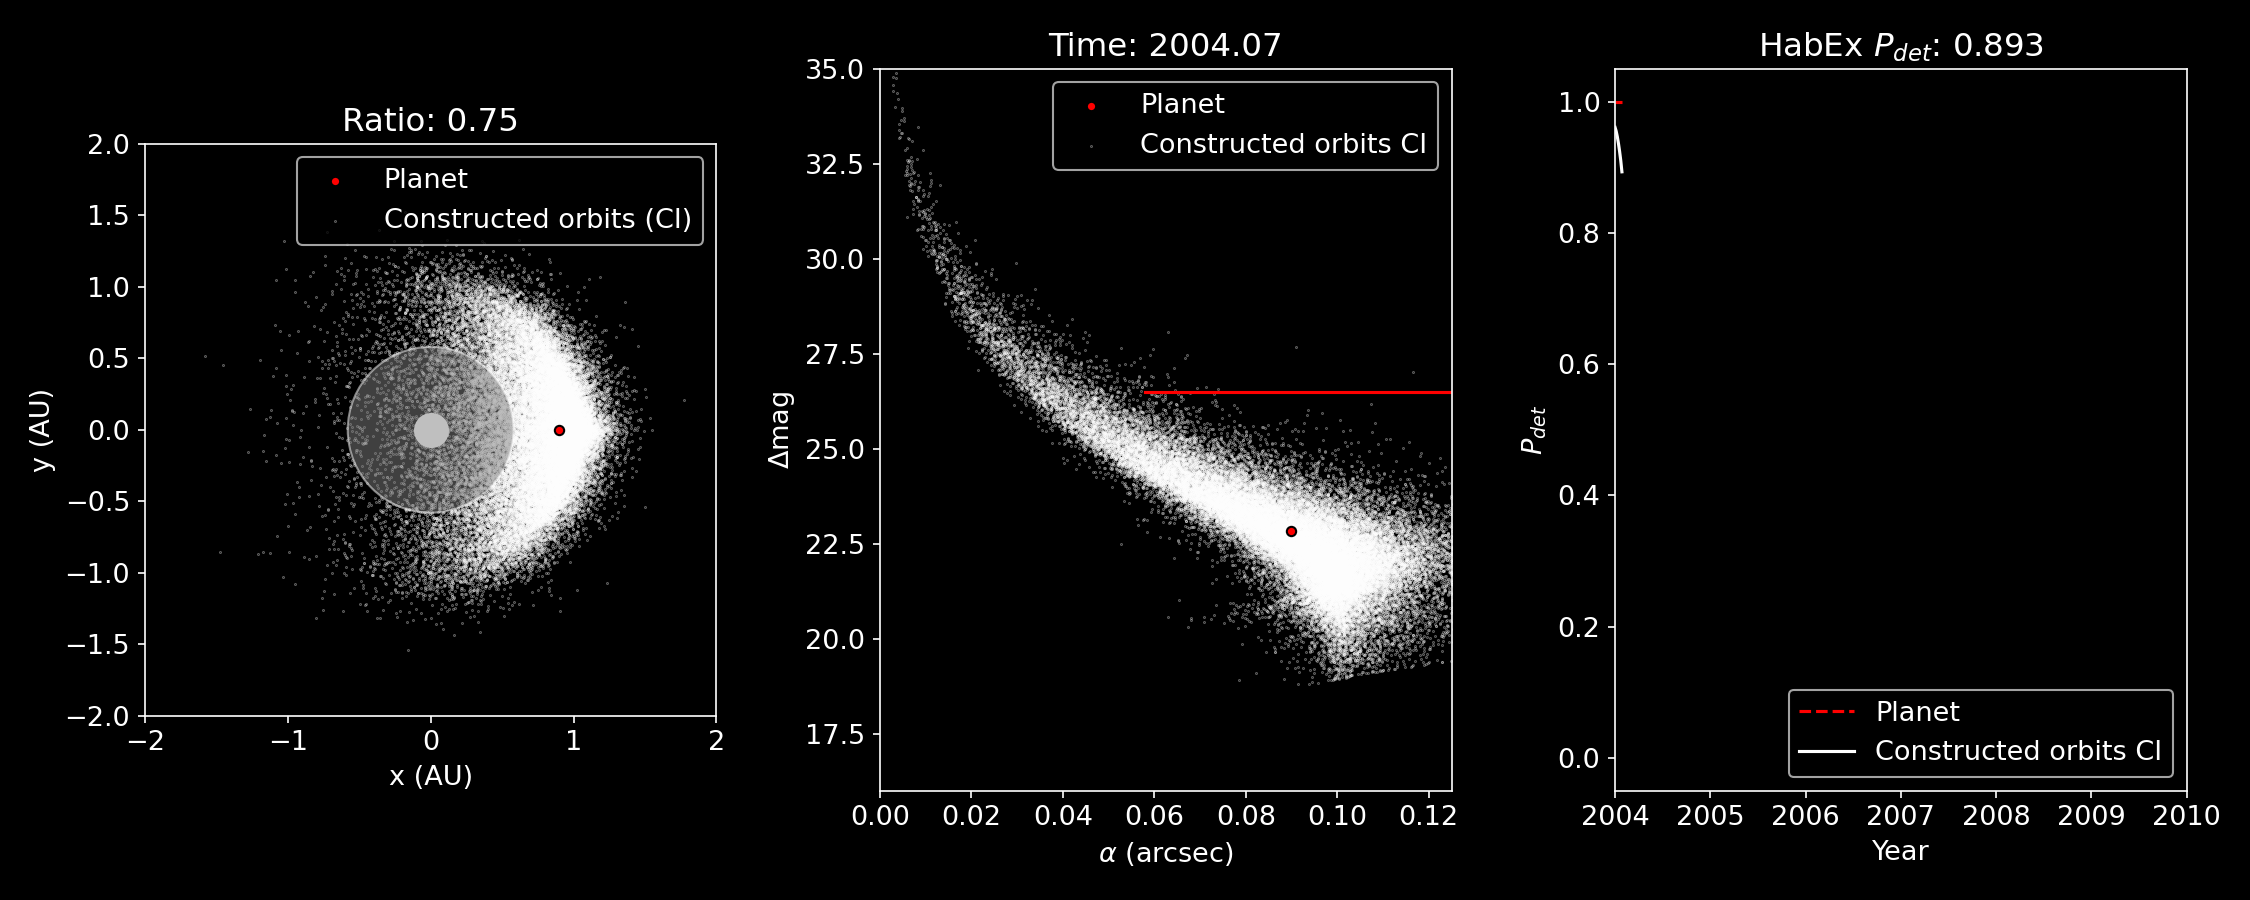 Ratio: 0.75
2.0
1.5
1.0
0.5
0.0
−0.5
−1.0
−1.5
−2.0
y (AU)
Planet
Constructed orbits (CI)
−2 −1 0 1 2
x (AU)
Time: 2004.07
35.0
32.5
30.0
27.5
25.0
22.5
20.0
17.5
Δmag
Planet
Constructed orbits CI
0.00 0.02 0.04 0.06 0.08 0.10 0.12
α (arcsec)
HabEx P_det: 0.893
1.0
0.8
0.6
0.4
0.2
0.0
P_det
Planet
Constructed orbits CI
2004 2005 2006 2007 2008 2009 2010
Year